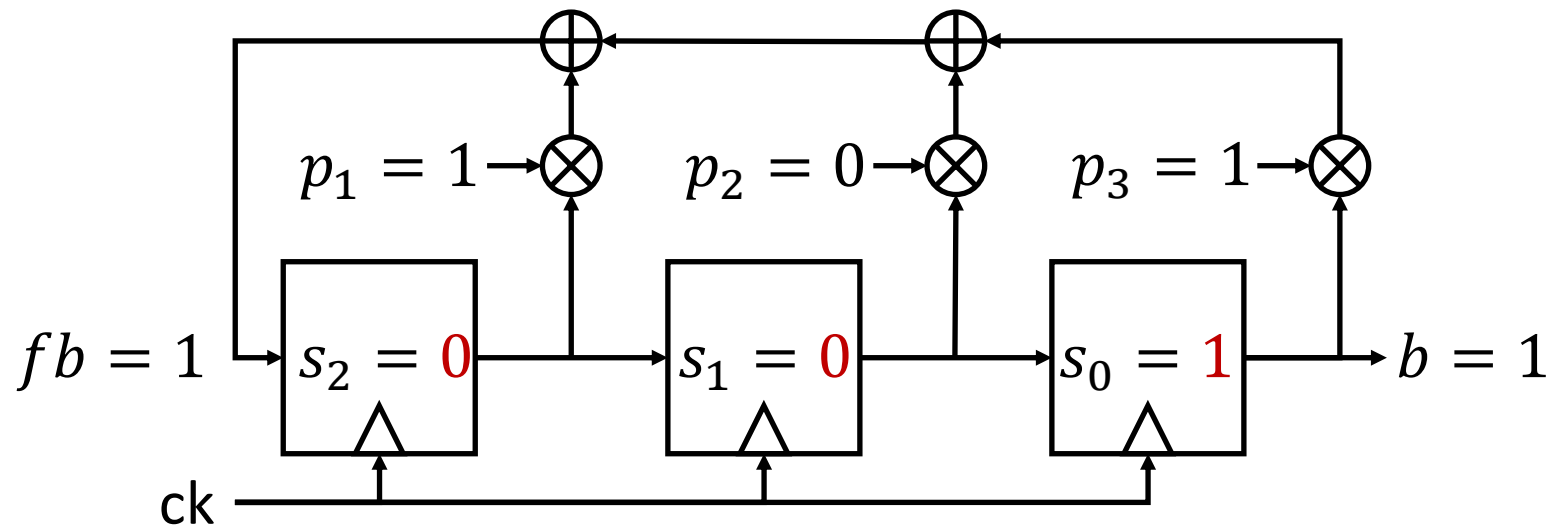 p₁ = 1 p₂ = 0 p₃ = 1
fb = 1 s₂ = 0 s₁ = 0 s₀ = 1 b = 1
ck